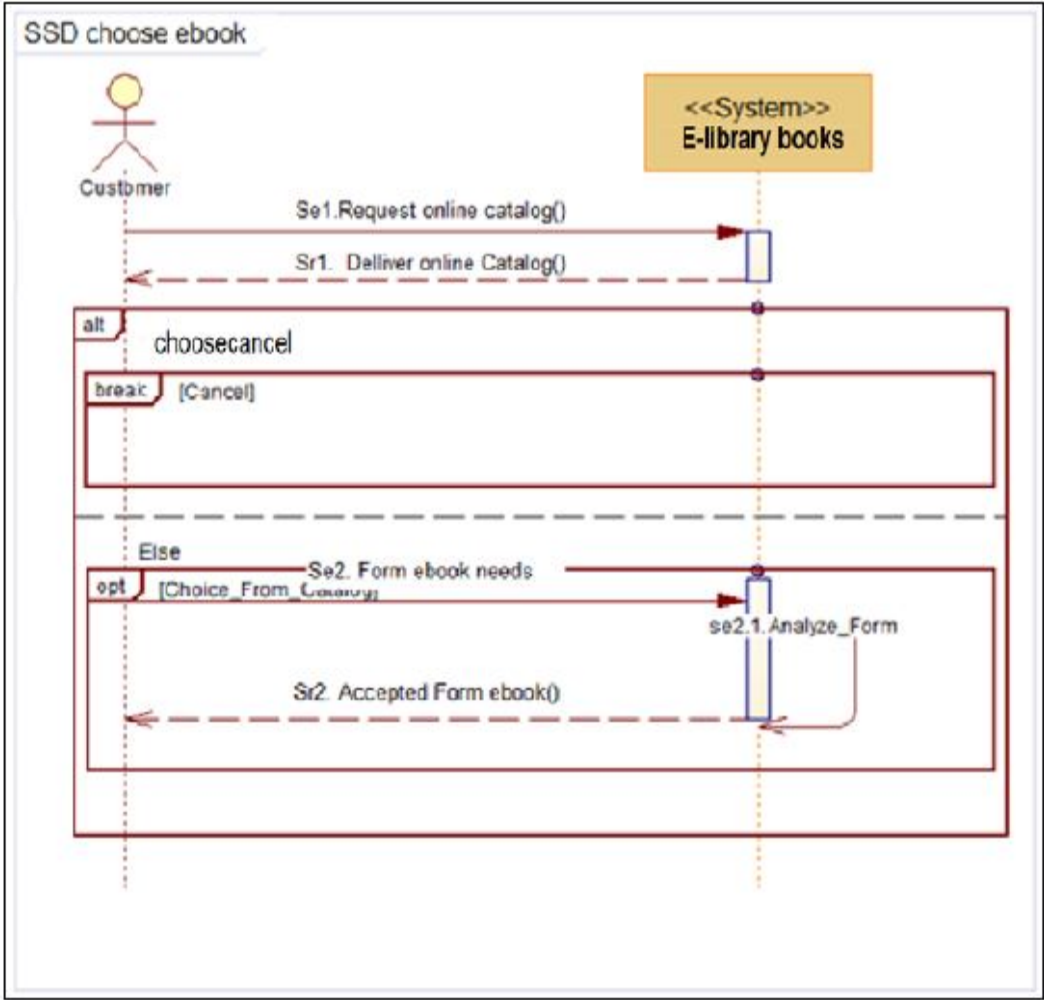 SSD choose ebook
<<System>>
E-library books
Customer
Se1.Request online catalog()
Sr1. Delliver online Catalog()
alt
choosecancel
break [Cancel]
Else
Se2. Form ebook needs
opt [Choice_From_Catalog]
se2.1.Analyze_Form
Sr2. Accepted Form ebook()